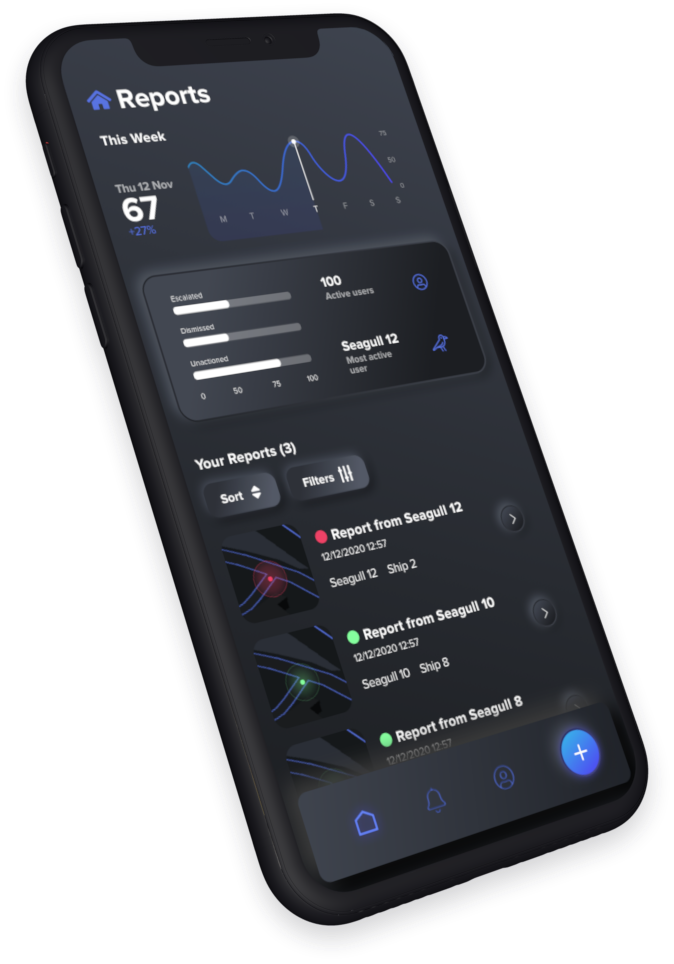 Reports
This Week
75
50
0
Thu 12 Nov
67
+27%
M T W T F S S
Escalated
Dismissed
Unactioned
0 50 75 100
100
Active users
Seagull 12
Most active
user
Your Reports (3)
Sort
Filters
Report from Seagull 12
12/12/2020 12:57
Seagull 12 Ship 2
Report from Seagull 10
12/12/2020 12:57
Seagull 10 Ship 8
Report from Seagull 8
12/12/2020 12:57